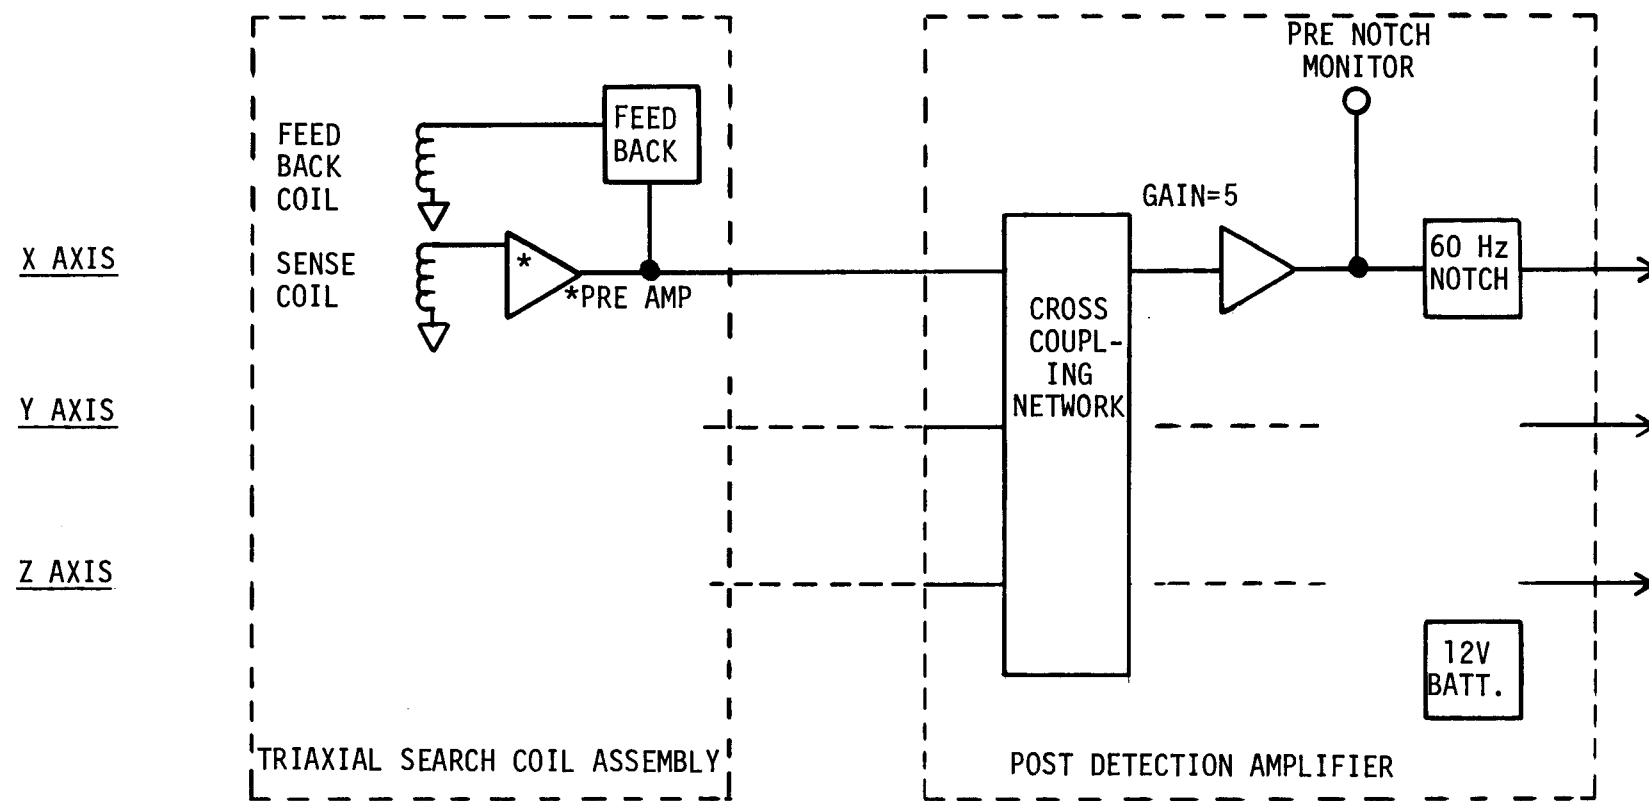 PRE NOTCH
MONITOR
FEED
BACK
COIL
FEED
BACK
GAIN=5
X AXIS
SENSE
COIL
*
*PRE AMP
60 Hz
NOTCH
CROSS
COUPL-
ING
NETWORK
Y AXIS
Z AXIS
12V
BATT.
TRIAXIAL SEARCH COIL ASSEMBLY
POST DETECTION AMPLIFIER